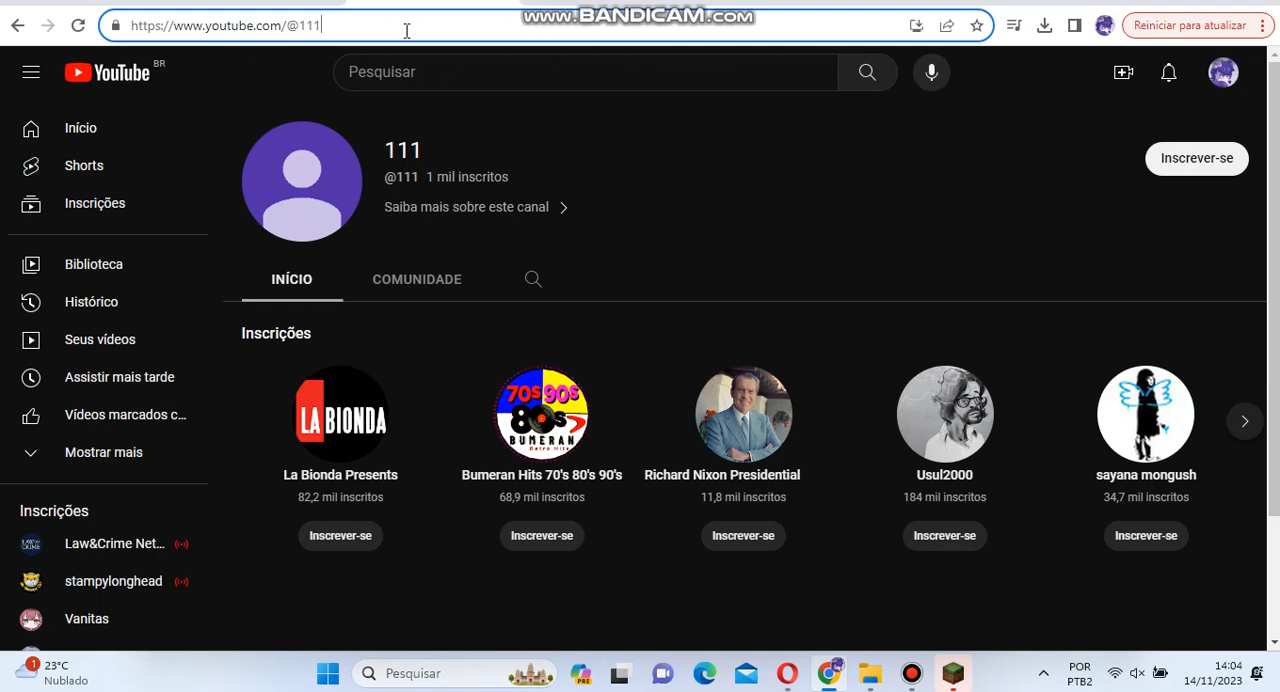 www.BANDICAM.com
https://www.youtube.com/@111
Reiniciar para atualizar
YouTube BR
Pesquisar
Início
Shorts
Inscrições
Biblioteca
Histórico
Seus vídeos
Assistir mais tarde
Vídeos marcados c...
Mostrar mais
Inscrições
Law&Crime Net...
stampylonghead
Vanitas
111
@111 1 mil inscritos
Saiba mais sobre este canal
Inscrever-se
INÍCIO COMUNIDADE
Inscrições
LA BIONDA
70s 90s
80s
BUMERAN
La Bionda Presents
82,2 mil inscritos
Inscrever-se
Bumeran Hits 70's 80's 90's
68,9 mil inscritos
Inscrever-se
Richard Nixon Presidential
11,8 mil inscritos
Inscrever-se
Usul2000
184 mil inscritos
Inscrever-se
sayana mongush
34,7 mil inscritos
Inscrever-se
1
23°C
Nublado
Pesquisar
PRE
POR
PTB2
14:04
14/11/2023